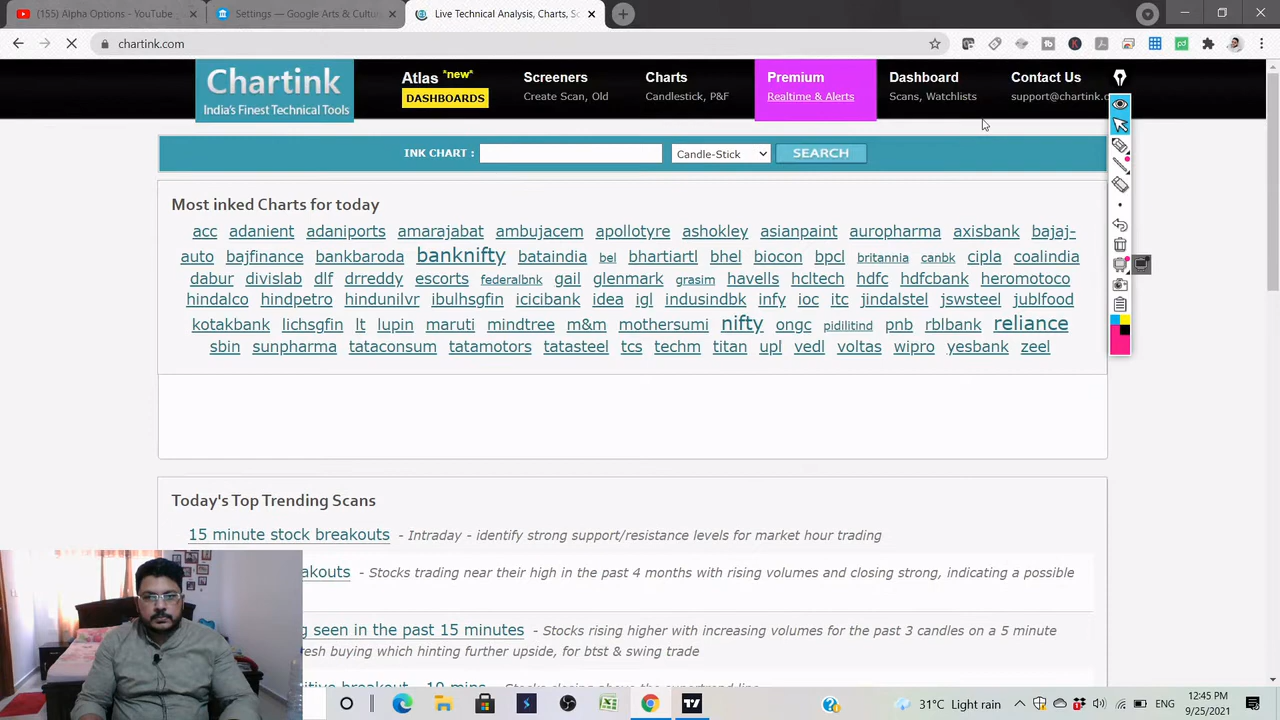 (155) Alpha Options - YouTube
Settings — Google Arts & Cultu
Live Technical Analysis, Charts, Sc
chartink.com
Chartink
India's Finest Technical Tools
Atlas *new*
DASHBOARDS
Screeners
Create Scan, Old
Charts
Candlestick, P&F
Premium
Realtime & Alerts
Dashboard
Scans, Watchlists
Contact Us
support@chartink.c
INK CHART :
Candle-Stick
SEARCH
Most inked Charts for today
acc adanient adaniports amarajabat ambujacem apollotyre ashokley asianpaint auropharma axisbank bajaj-
auto bajfinance bankbaroda banknifty bataindia bel bhartiartl bhel biocon bpcl britannia canbk cipla coalindia
dabur divislab dlf drreddy escorts federalbnk gail glenmark grasim havells hcltech hdfc hdfcbank heromotoco
hindalco hindpetro hindunilvr ibulhsgfin icicibank idea igl indusindbk infy ioc itc jindalstel jswsteel jublfood
kotakbank lichsgfin lt lupin maruti mindtree m&m mothersumi nifty ongc pidilitind pnb rblbank reliance
sbin sunpharma tataconsum tatamotors tatasteel tcs techm titan upl vedl voltas wipro yesbank zeel
Today's Top Trending Scans
15 minute stock breakouts - Intraday - identify strong support/resistance levels for market hour trading
akouts - Stocks trading near their high in the past 4 months with rising volumes and closing strong, indicating a possible
g seen in the past 15 minutes - Stocks rising higher with increasing volumes for the past 3 candles on a 5 minute
resh buying which hinting further upside, for btst & swing trade
31°C Light rain
ENG
12:45 PM
9/25/2021